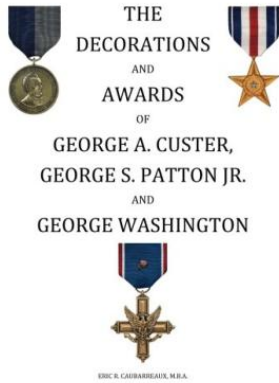 THE
DECORATIONS
AND
AWARDS
OF
GEORGE A. CUSTER,
GEORGE S. PATTON JR.
AND
GEORGE WASHINGTON
ERIC R. CAUBARREAUX, M.B.A.